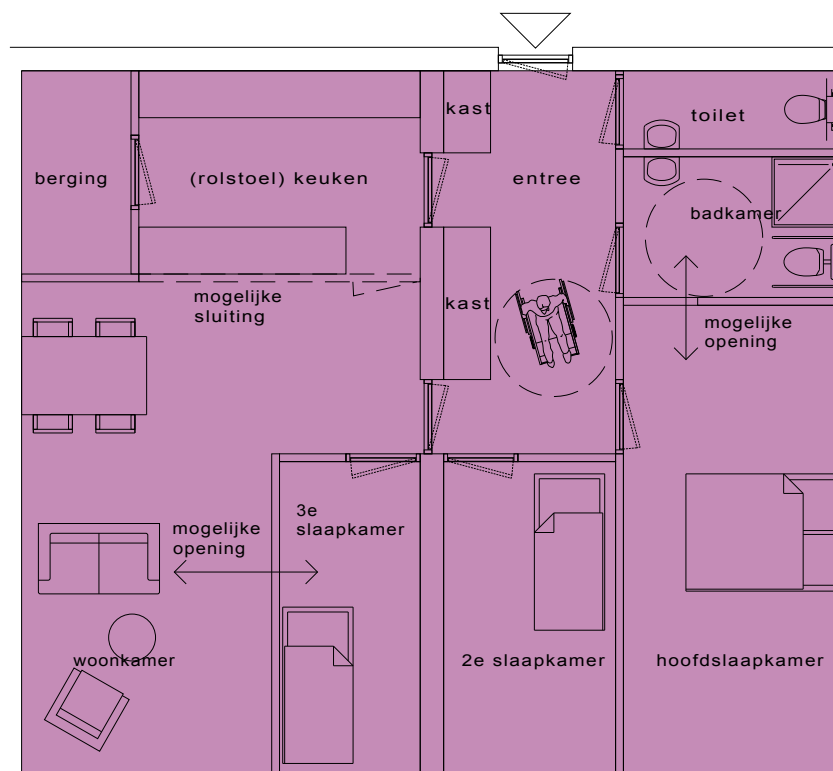 kast
toilet
berging
(rolstoel) keuken
entree
badkamer
mogelijke
sluiting
kast
mogelijke
opening
3e
slaapkamer
mogelijke
opening
woonkamer
2e slaapkamer
hoofdslaapkamer